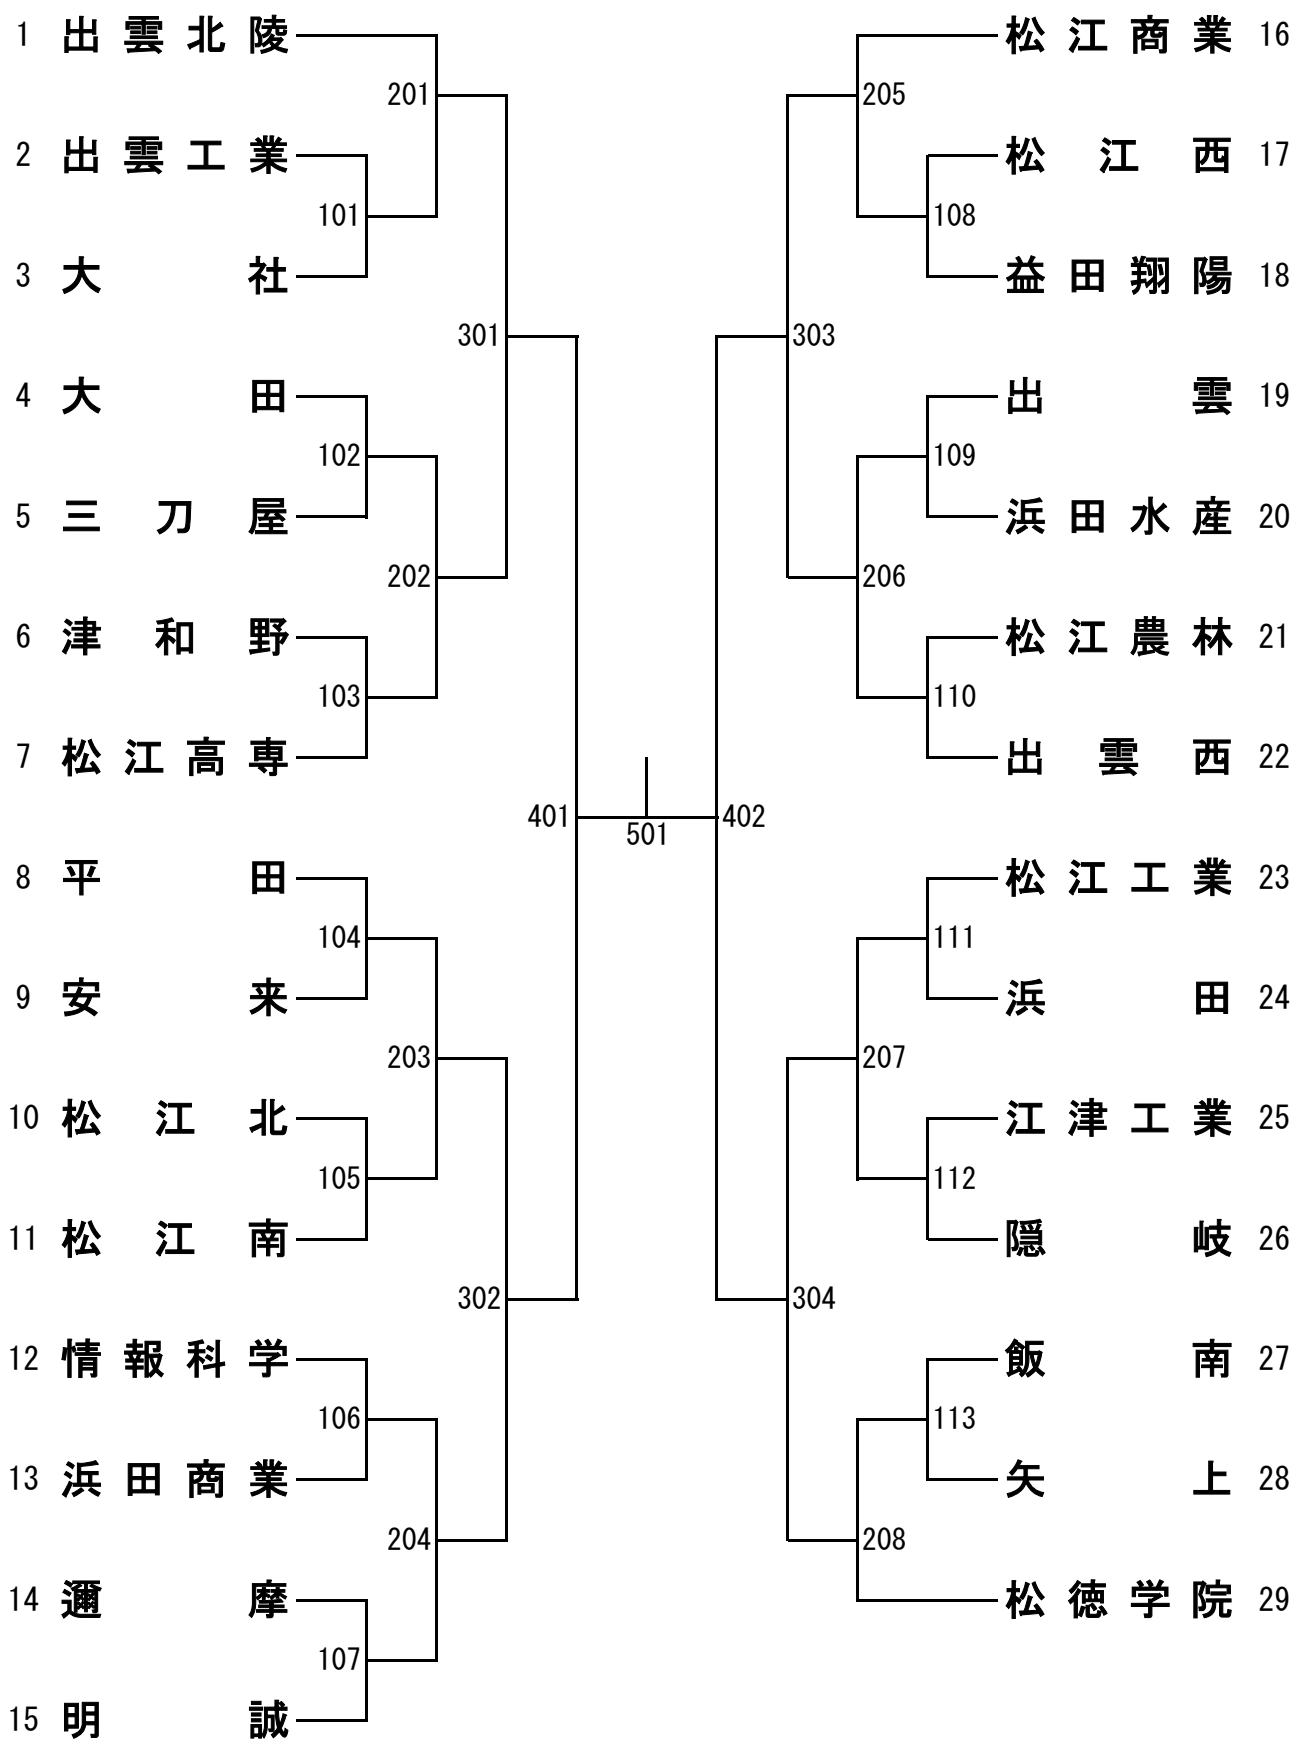 1 出雲北陵
201
2 出雲工業
101
3 大社
301
4 大田
102
5 三刀屋
202
6 津和野
103
7 松江高専
401
501
8 平田
104
9 安来
203
10 松江北
105
11 松江南
302
12 情報科学
106
13 浜田商業
204
14 邇摩
107
15 明誠
松江商業 16
205
松江西 17
108
益田翔陽 18
303
出雲 19
109
浜田水産 20
206
松江農林 21
110
出雲西 22
402
松江工業 23
111
浜田 24
207
江津工業 25
112
隠岐 26
304
飯南 27
113
矢上 28
208
松徳学院 29